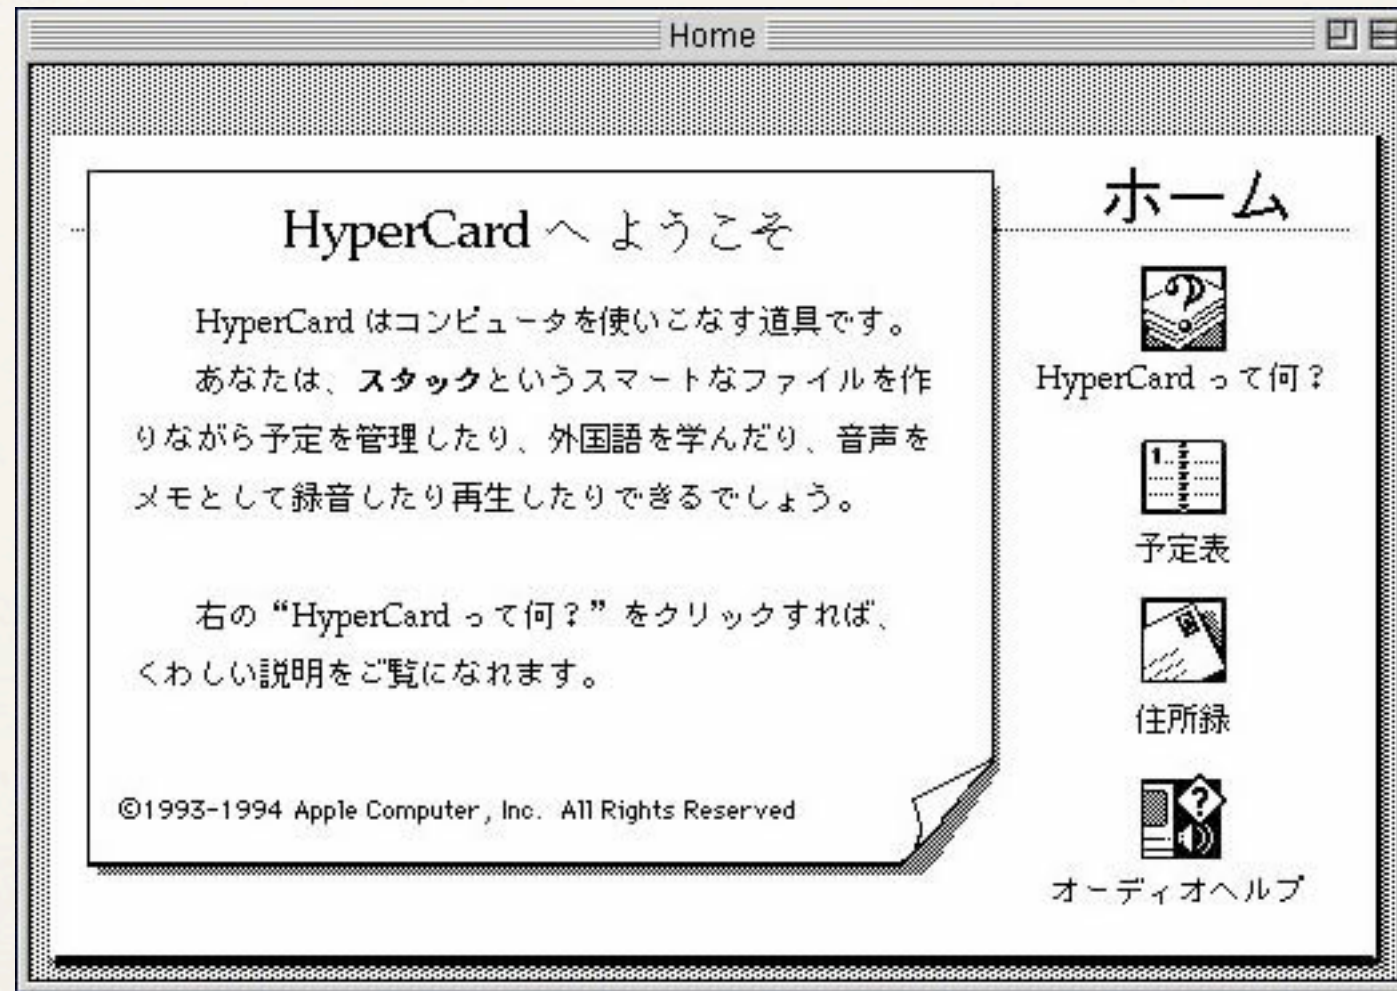 Home
HyperCard へ ようこそ
HyperCard はコンピュータを使いこなす道具です。
あなたは、スタックというスマートなファイルを作
りながら予定を管理したり、外国語を学んだり、音声を
メモとして録音したり再生したりできるでしょう。
右の“HyperCard って何？”をクリックすれば、
くわしい説明をご覧になれます。
©1993-1994 Apple Computer, Inc. All Rights Reserved
ホーム
?
HyperCard って何？
1
予定表
住所録
?
オーディオヘルプ